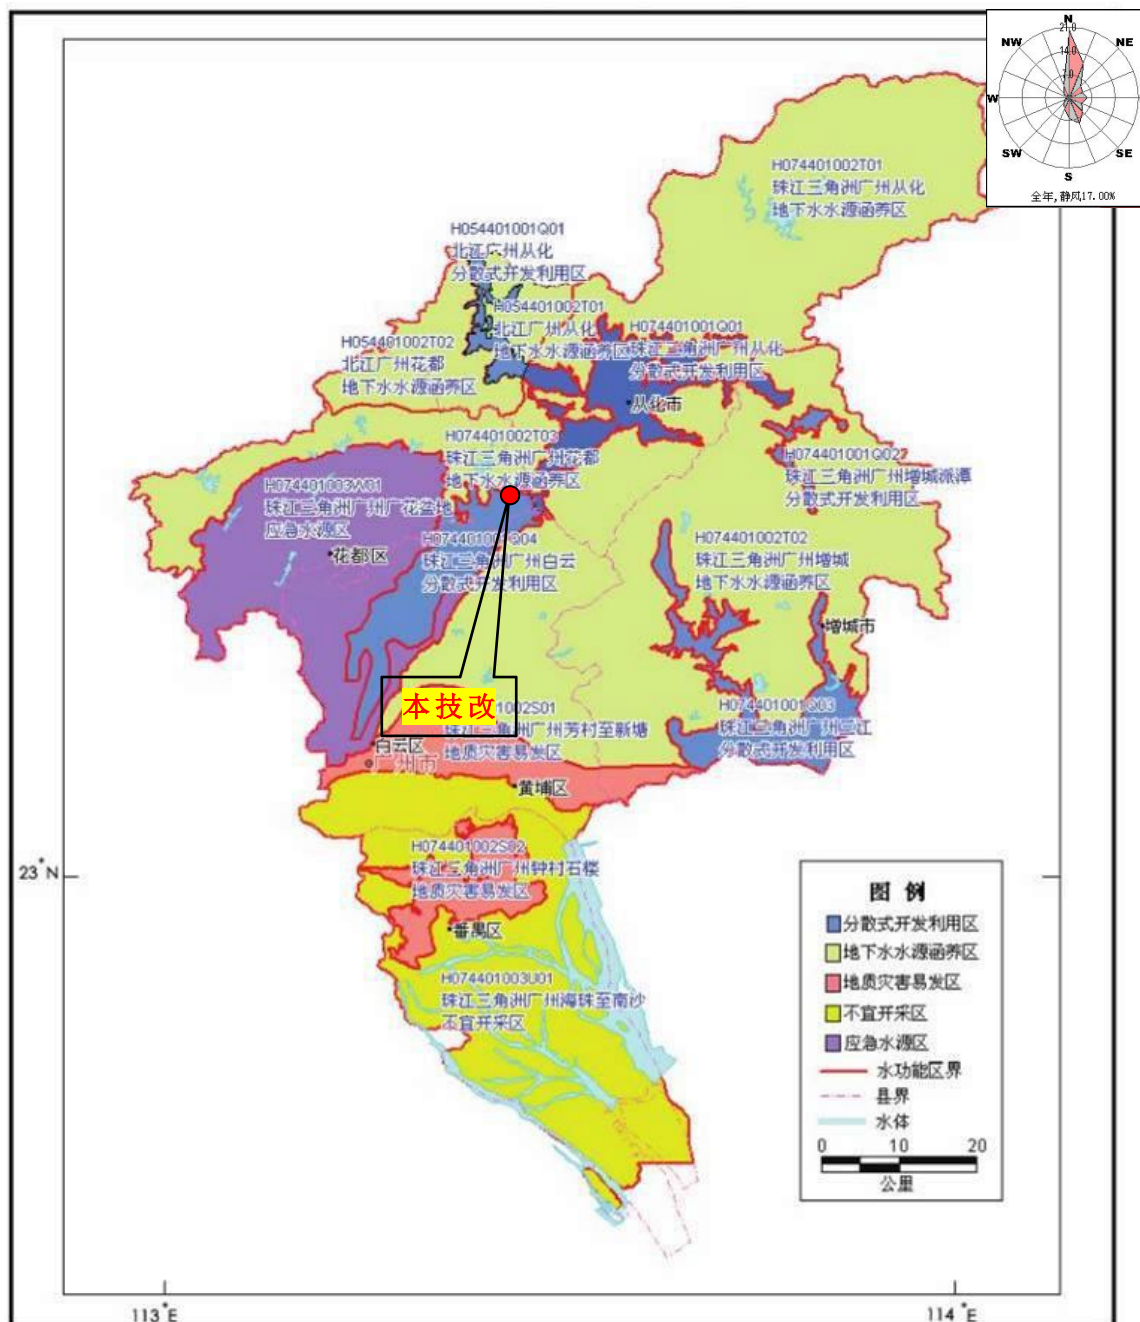 N
21.0
NW
NE
14.0
7.0
W
SW
SE
S
全年,静风17.00%
H074401002T01
珠江三角洲广州从化
地下水水源涵养区
H054401001Q01
北江广州从化
分散式开发利用区
H054401002T01
北江广州从化
地下水水源涵养区
H074401001Q01
珠江三角洲广州从化
分散式开发利用区
H054401002T02
北江广州花都
地下水水源涵养区
从化市
H074401002T03
珠江三角洲广州花都
地下水水源涵养区
H074401001Q02
珠江三角洲广州增城派潭
分散式开发利用区
H074401003W01
珠江三角洲广州广花盆地
应急水源区
花都区
Q04
珠江三角洲广州白云
分散式开发利用区
H074401002T02
珠江三角洲广州增城
地下水水源涵养区
增城市
本技改
1002S01
珠江三角洲广州芳村至新塘
地质灾害易发区
H074401001Q03
珠江三角洲广州三江
分散式开发利用区
白云区
广州市
黄埔区
H074401002S02
珠江三角洲广州钟村石楼
地质灾害易发区
番禺区
H074401003U01
珠江三角洲广州海珠至南沙
不宜开采区
23°N
图 例
分散式开发利用区
地下水水源涵养区
地质灾害易发区
不宜开采区
应急水源区
水功能区界
县界
水体
0 10 20
公里
113°E
114°E